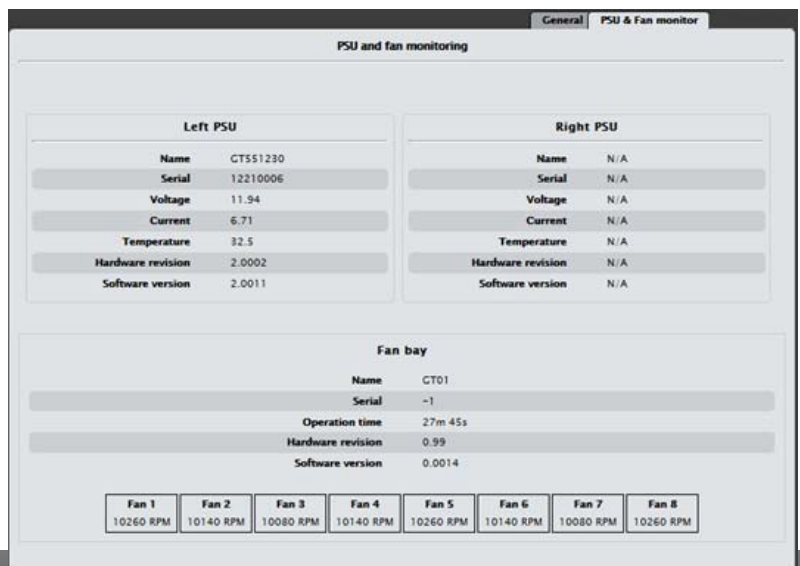 General PSU & Fan monitor
PSU and fan monitoring
Left PSU
Name GT551230
Serial 12210006
Voltage 11.94
Current 6.71
Temperature 32.5
Hardware revision 2.0002
Software version 2.0011
Right PSU
Name N/A
Serial N/A
Voltage N/A
Current N/A
Temperature N/A
Hardware revision N/A
Software version N/A
Fan bay
Name GT01
Serial -1
Operation time 27m 45s
Hardware revision 0.99
Software version 0.0014
Fan 1 Fan 2 Fan 3 Fan 4 Fan 5 Fan 6 Fan 7 Fan 8
10260 RPM 10140 RPM 10080 RPM 10140 RPM 10260 RPM 10140 RPM 10080 RPM 10260 RPM